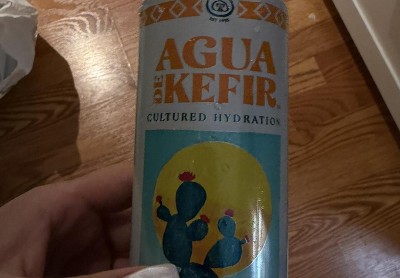 AGUA
DE KEFIR
CULTURED HYDRATION